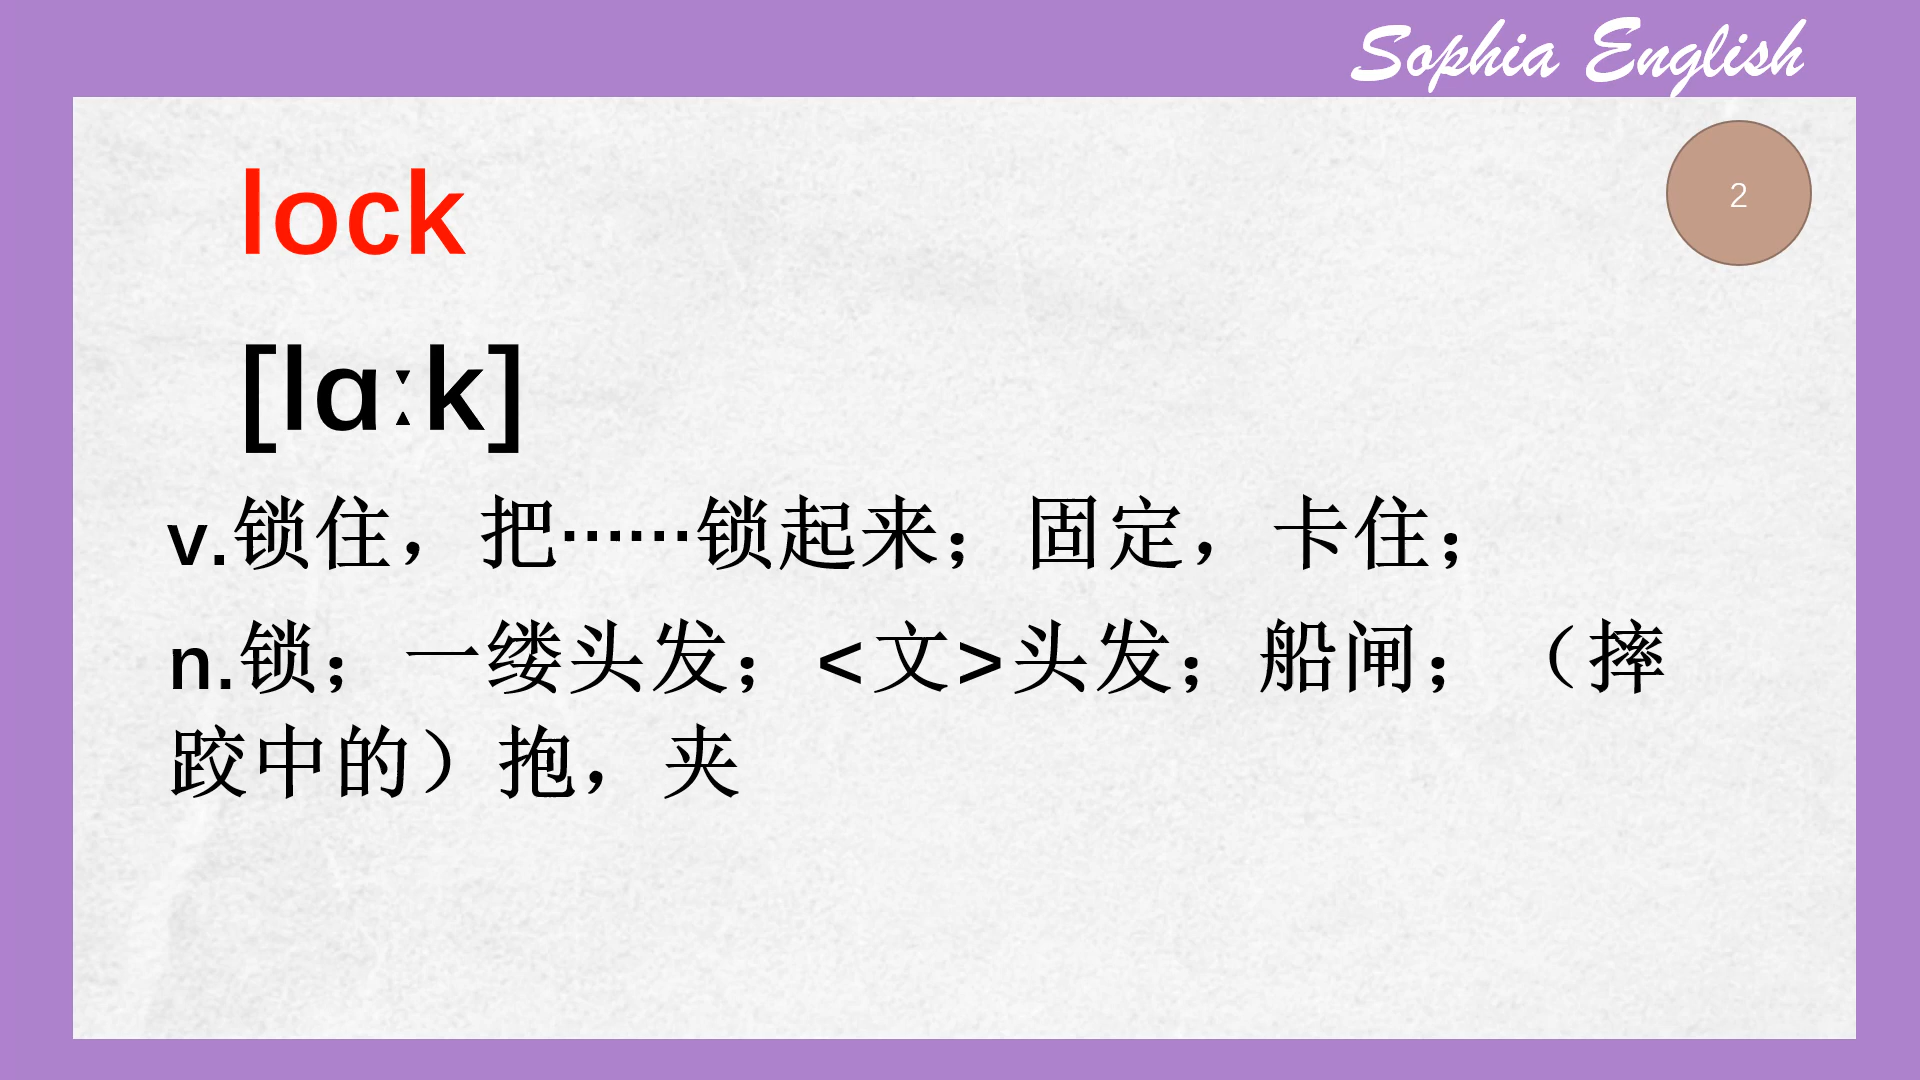 Sophia English
2
lock
[lɑːk]
v.锁住，把······锁起来；固定，卡住；
n.锁；一缕头发；<文>头发；船闸；（摔
跤中的）抱，夹